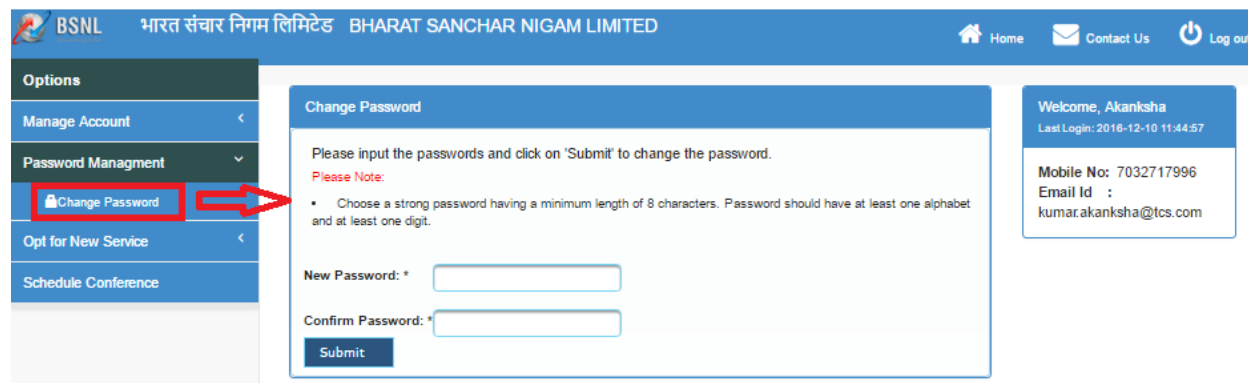 BSNL भारत संचार निगम लिमिटेड BHARAT SANCHAR NIGAM LIMITED
Home Contact Us Log out
Options
Manage Account
Password Managment
Change Password
Opt for New Service
Schedule Conference
Change Password
Please input the passwords and click on 'Submit' to change the password.
Please Note:
• Choose a strong password having a minimum length of 8 characters. Password should have at least one alphabet
and at least one digit.
New Password: *
Confirm Password: *
Submit
Welcome, Akanksha
Last Login: 2016-12-10 11:44:57
Mobile No: 7032717996
Email Id :
kumar.akanksha@tcs.com